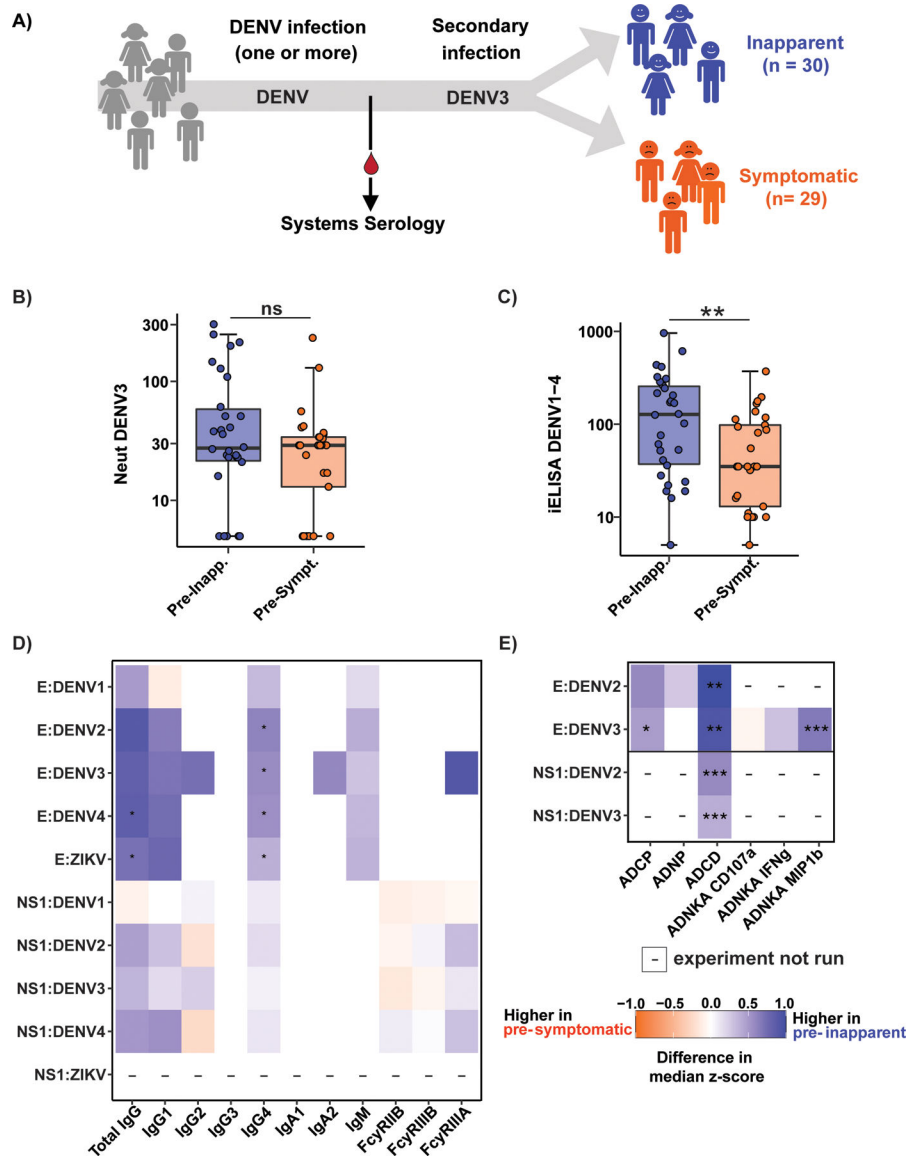 A)
DENV infection
(one or more)
Secondary
infection
DENV
DENV3
Systems Serology
Inapparent
(n = 30)
Symptomatic
(n= 29)
B)
ns
Neut DENV3
300
100
30
10
Pre-Inapp.
Pre-Sympt.
C)
**
iELISA DENV1−4
1000
100
10
Pre-Inapp.
Pre-Sympt.
D)
E:DENV1
E:DENV2 *
E:DENV3 *
E:DENV4 * *
E:ZIKV * *
NS1:DENV1
NS1:DENV2
NS1:DENV3
NS1:DENV4
NS1:ZIKV – – – – – – – – – – –
Total IgG
IgG1
IgG2
IgG3
IgG4
IgA1
IgA2
IgM
FcγRIIB
FcγRIIIB
FcγRIIIA
E)
E:DENV2 ** – – –
E:DENV3 * ** ***
NS1:DENV2 – – *** – – –
NS1:DENV3 – – *** – – –
ADCP
ADNP
ADCD
ADNKA CD107a
ADNKA IFNg
ADNKA MIP1b
– experiment not run
−1.0 −0.5 0.0 0.5 1.0
Higher in
pre-symptomatic
Higher in
pre-inapparent
Difference in
median z-score